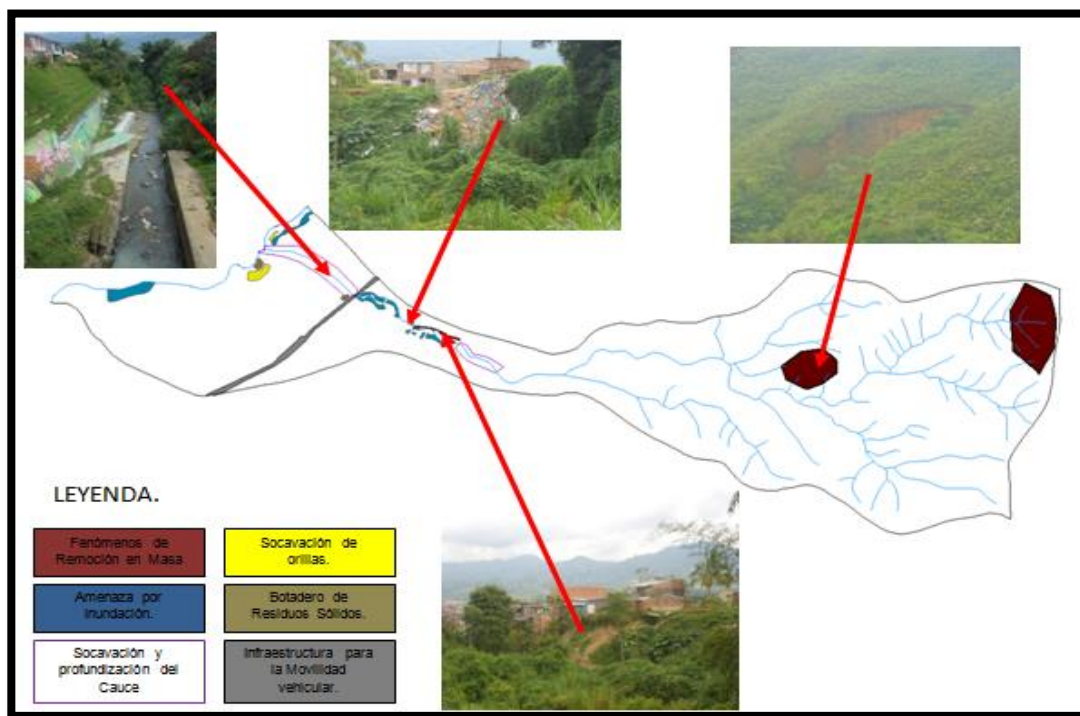 LEYENDA.
Fenómenos de
Remoción en Masa
Socavación de
orillas.
Amenaza por
Inundación.
Botadero de
Residuos Sólidos.
Socavación y
profundización del
Cauce
Infraestructura para
la Movilidad
vehicular.